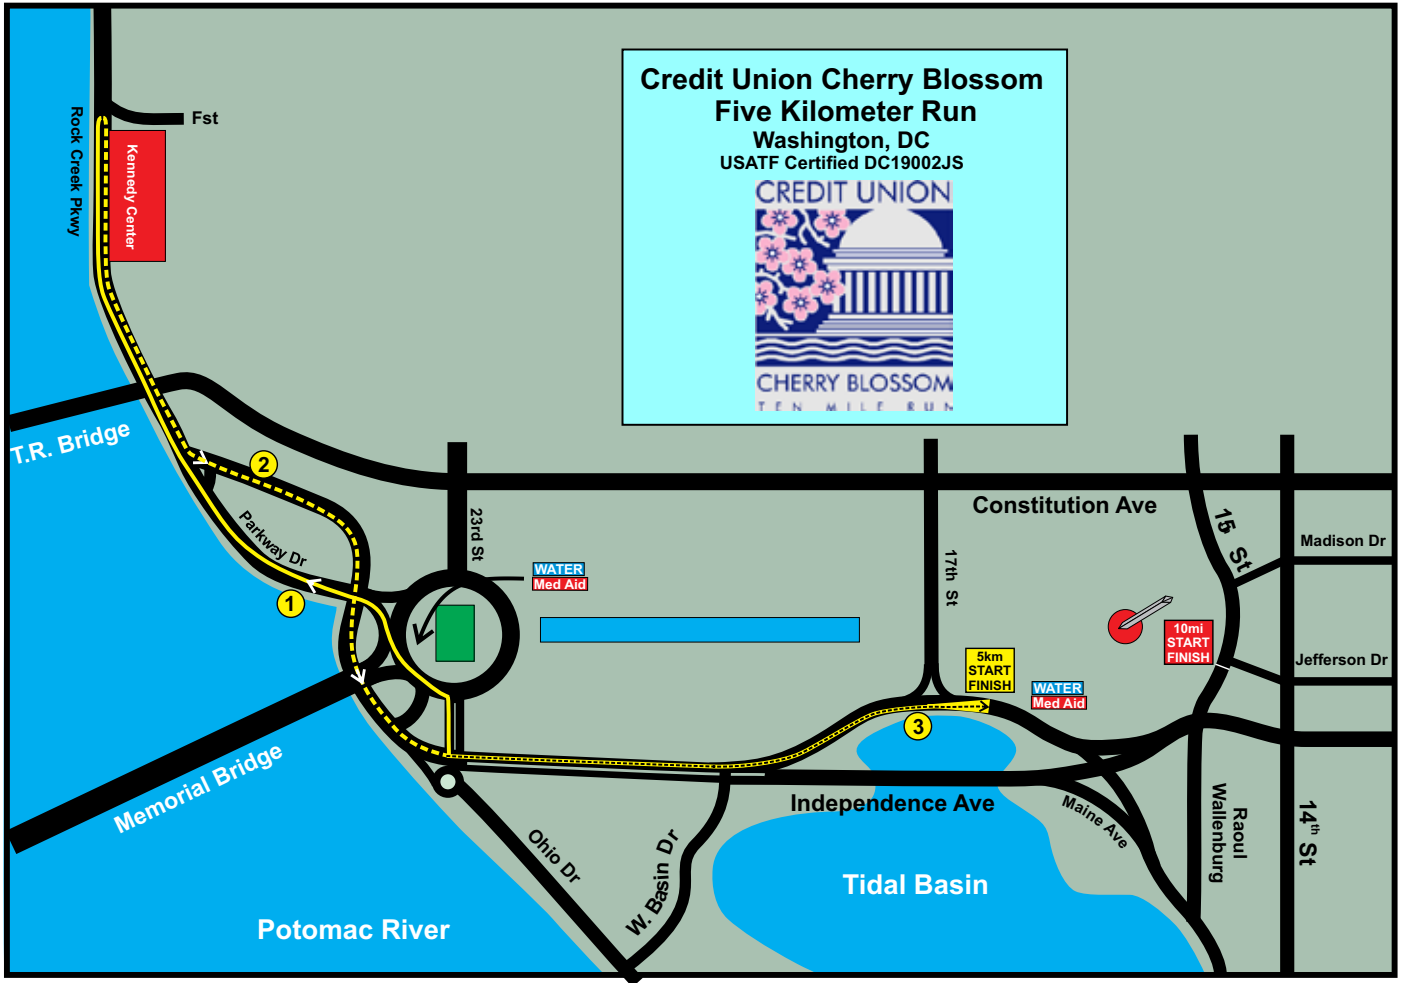 Credit Union Cherry Blossom
Five Kilometer Run
Washington, DC
USATF Certified DC19002JS
CREDIT UNION
CHERRY BLOSSOM
TEN MILE RUN
Fst
Rock Creek Pkwy
Kennedy Center
T.R. Bridge
2
Parkway Dr
1
23rd St
WATER
Med Aid
Constitution Ave
17th St
15 St
Madison Dr
10mi
START
FINISH
Jefferson Dr
5km
START
FINISH
WATER
Med Aid
3
Memorial Bridge
Independence Ave
Maine Ave
Raoul
Wallenburg
14th St
Ohio Dr
W. Basin Dr
Tidal Basin
Potomac River